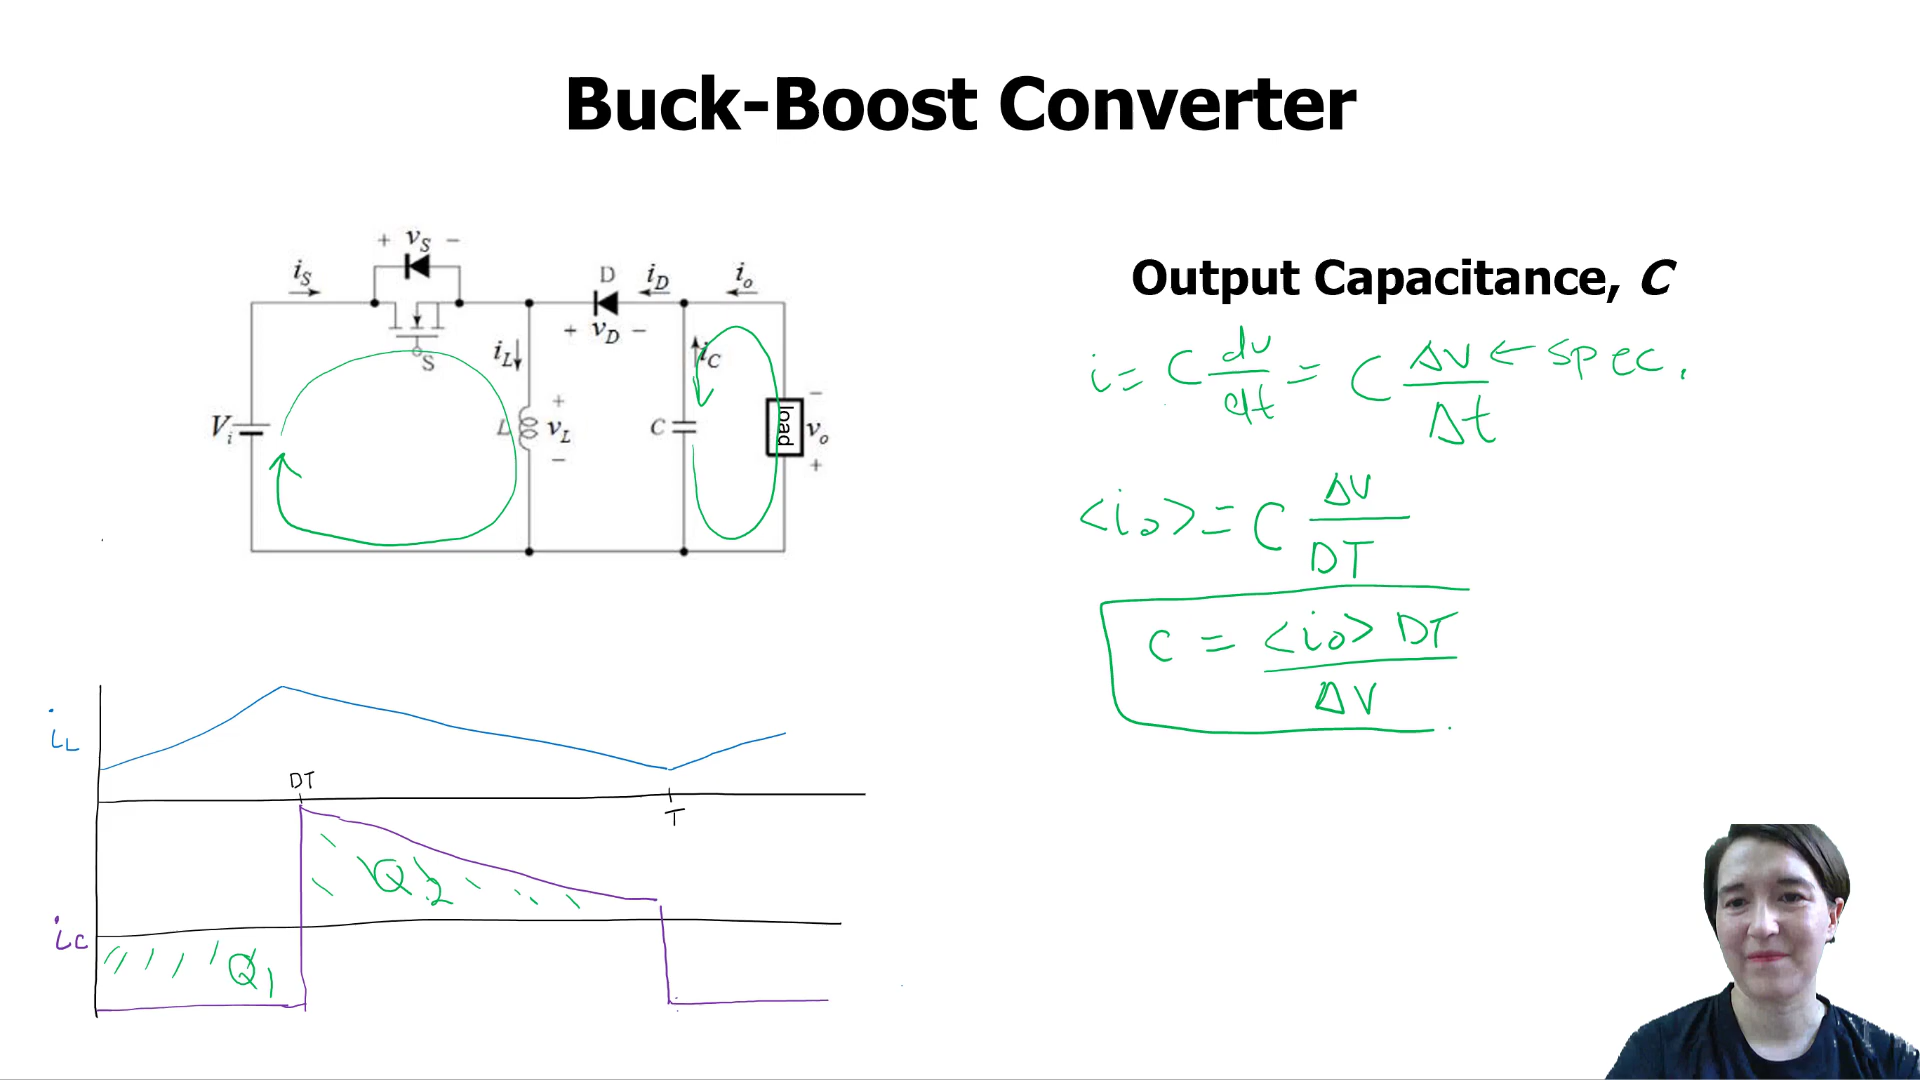 Buck-Boost Converter
Output Capacitance, C
+ vS −
iS
S
D
iD
io
+ vD −
iL
+
L vL
−
iC
C
Vi
−
load vo
+
i = C dv/dt = C ΔV/Δt ← spec.
<io> = C ΔV/DT
C = <io> DT/ΔV
iL
DT
T
iC
Q1
Q2